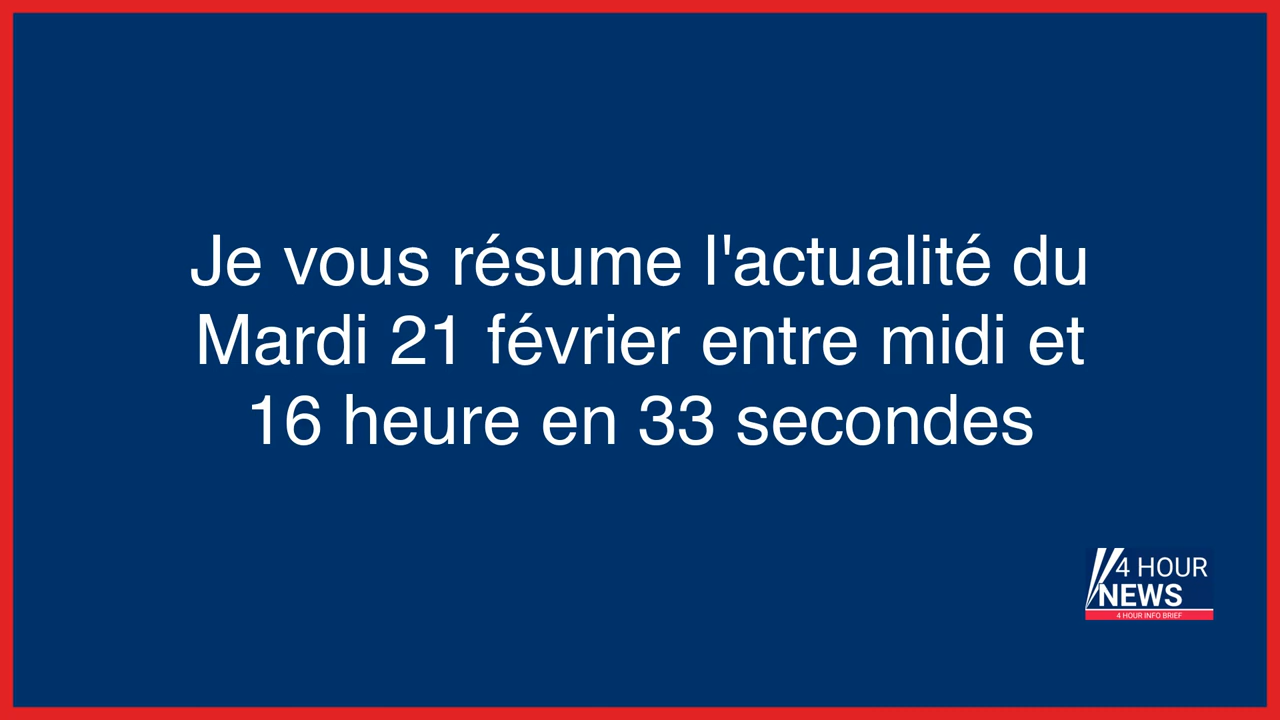 Je vous résume l'actualité du
Mardi 21 février entre midi et
16 heure en 33 secondes
4 HOUR
NEWS
4 HOUR INFO BRIEF